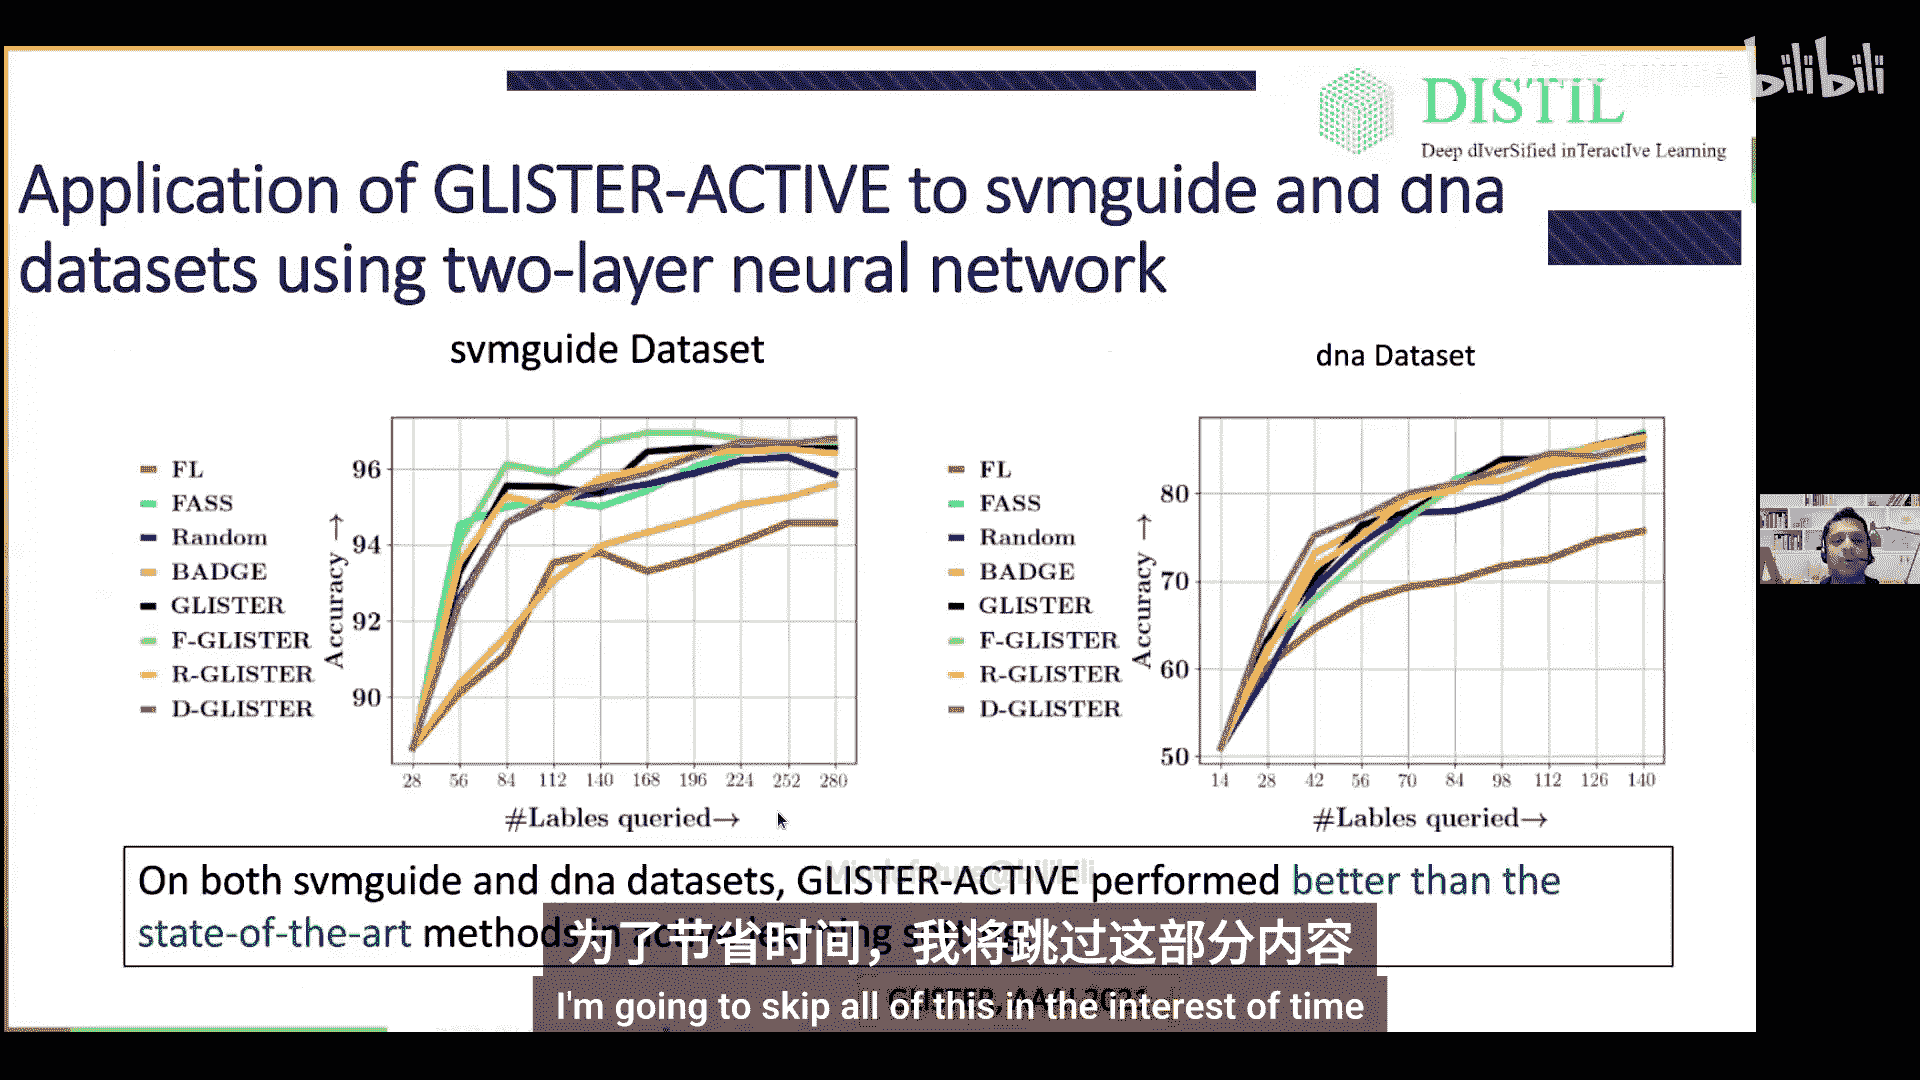 bilibili
DISTIL
Deep dIverSified inTeractIve Learning
Application of GLISTER-ACTIVE to svmguide and dna
datasets using two-layer neural network
svmguide Dataset
FL
FASS
Random
BADGE
GLISTER
F-GLISTER
R-GLISTER
D-GLISTER
Accuracy →
96
94
92
90
28 56 84 112 140 168 196 224 252 280
#Lables queried→
dna Dataset
FL
FASS
Random
BADGE
GLISTER
F-GLISTER
R-GLISTER
D-GLISTER
Accuracy →
80
70
60
50
14 28 42 56 70 84 98 112 126 140
#Lables queried→
On both svmguide and dna datasets, GLISTER-ACTIVE performed better than the
state-of-the-art methods in
为了节省时间，我将跳过这部分内容
I'm going to skip all of this in the interest of time